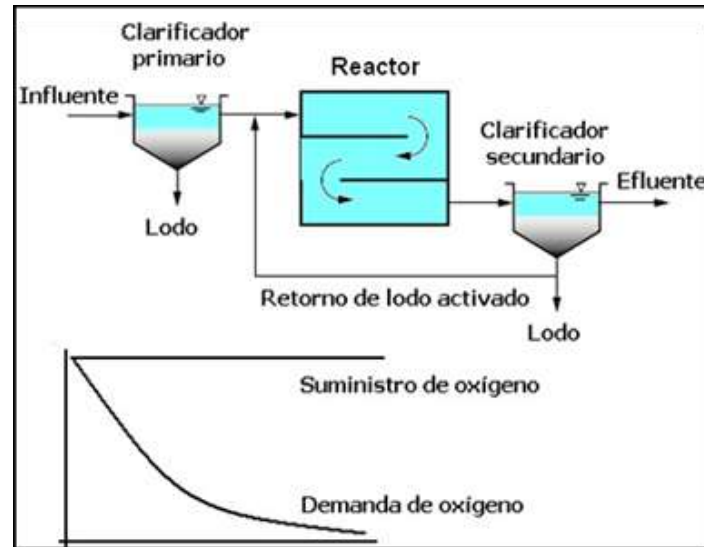 Clarificador
primario
Influente
Reactor
Clarificador
secundario
Efluente
Lodo
Retorno de lodo activado
Lodo
Suministro de oxígeno
Demanda de oxígeno